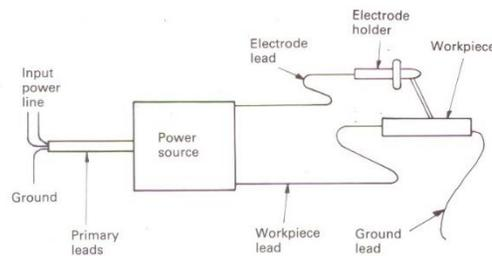 Electrode
holder
Electrode
lead
Workpiece
Input
power
line
Power
source
Ground
Primary
leads
Workpiece
lead
Ground
lead